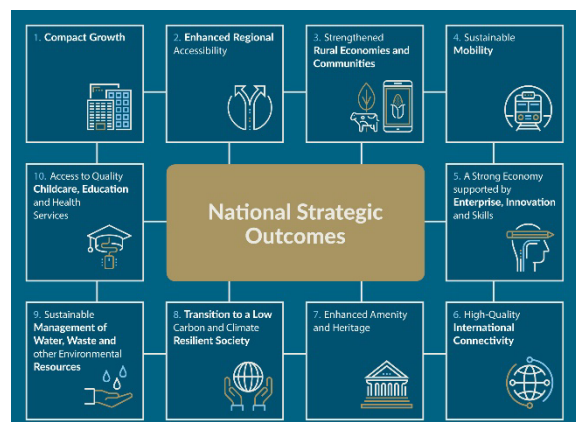 1. Compact Growth
2. Enhanced Regional
Accessibility
3. Strengthened
Rural Economies and
Communities
4. Sustainable
Mobility
10. Access to Quality
Childcare, Education
and Health
Services
National Strategic
Outcomes
5. A Strong Economy
supported by
Enterprise, Innovation
and Skills
9. Sustainable
Management of
Water, Waste and
other Environmental
Resources
8. Transition to a Low
Carbon and Climate
Resilient Society
7. Enhanced Amenity
and Heritage
6. High-Quality
International
Connectivity